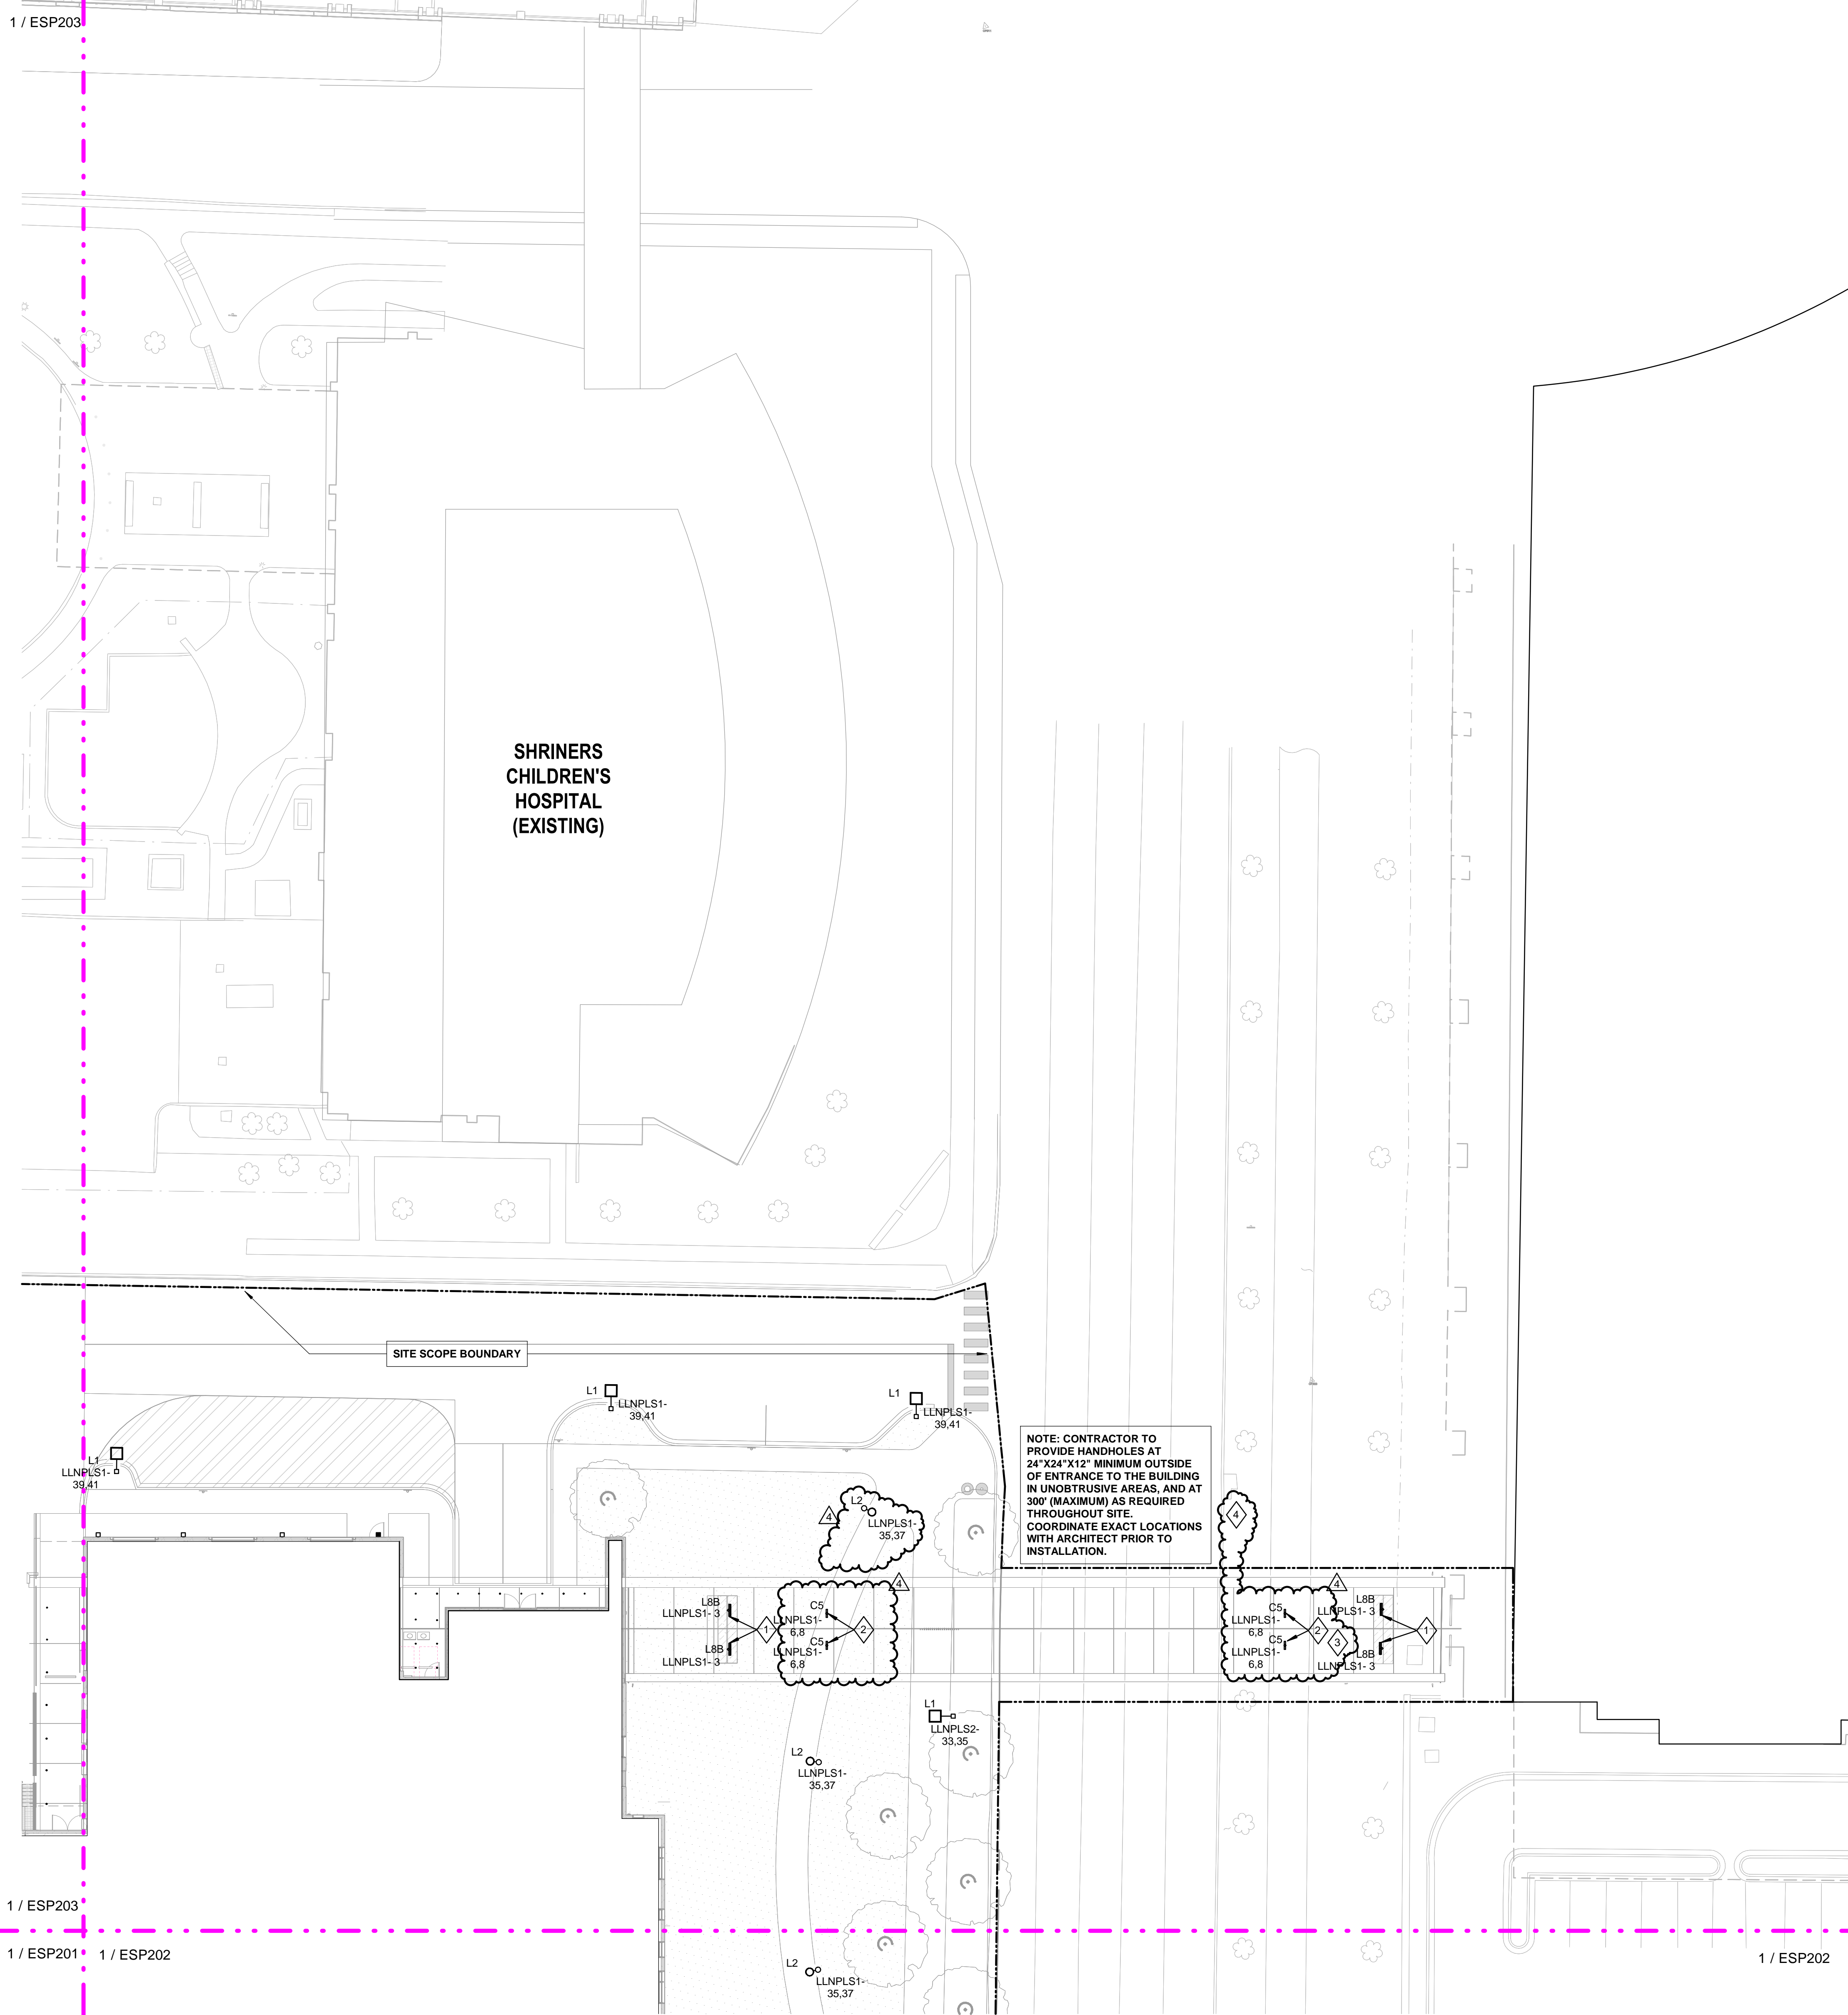 1 / ESP203
SHRINERS
CHILDREN'S
HOSPITAL
(EXISTING)
SITE SCOPE BOUNDARY
L1
LLNPLS1-
39,41
L1
LLNPLS1-
39,41
L1
LLNPLS1-
39,41
NOTE: CONTRACTOR TO
PROVIDE HANDHOLES AT
24"X24"X12" MINIMUM OUTSIDE
OF ENTRANCE TO THE BUILDING
IN UNOBTRUSIVE AREAS, AND AT
300' (MAXIMUM) AS REQUIRED
THROUGHOUT SITE.
COORDINATE EXACT LOCATIONS
WITH ARCHITECT PRIOR TO
INSTALLATION.
L2
4
LLNPLS1-
35,37
4
4
4
L8B
LLNPLS1- 3
L8B
LLNPLS1- 3
1
C5
LLNPLS1-
6,8
C5
LLNPLS1-
6,8
2
C5
LLNPLS1-
6,8
C5
LLNPLS1-
6,8
2
3
L8B
LLNPLS1- 3
L8B
LLNPLS1- 3
1
L1
LLNPLS2-
33,35
L2
LLNPLS1-
35,37
1 / ESP203
1 / ESP201
1 / ESP202
L2
LLNPLS1-
35,37
1 / ESP202